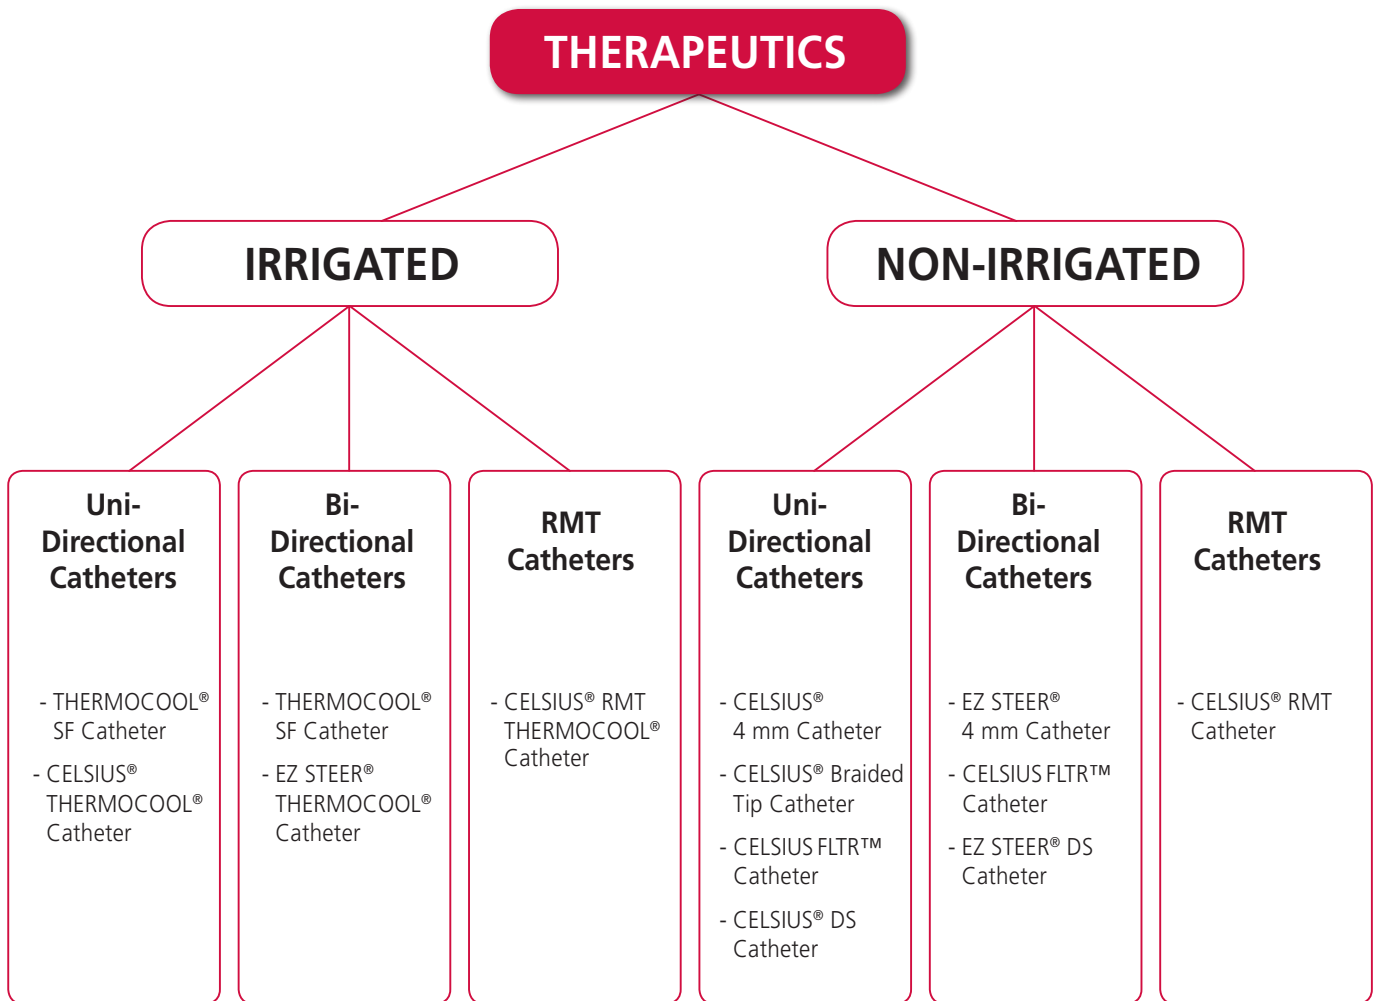 THERAPEUTICS
IRRIGATED
NON-IRRIGATED
Uni-
Directional
Catheters
- THERMOCOOL®
SF Catheter
- CELSIUS®
THERMOCOOL®
Catheter
Bi-
Directional
Catheters
- THERMOCOOL®
SF Catheter
- EZ STEER®
THERMOCOOL®
Catheter
RMT
Catheters
- CELSIUS® RMT
THERMOCOOL®
Catheter
Uni-
Directional
Catheters
- CELSIUS®
4 mm Catheter
- CELSIUS® Braided
Tip Catheter
- CELSIUS FLTR™
Catheter
- CELSIUS® DS
Catheter
Bi-
Directional
Catheters
- EZ STEER®
4 mm Catheter
- CELSIUS FLTR™
Catheter
- EZ STEER® DS
Catheter
RMT
Catheters
- CELSIUS® RMT
Catheter